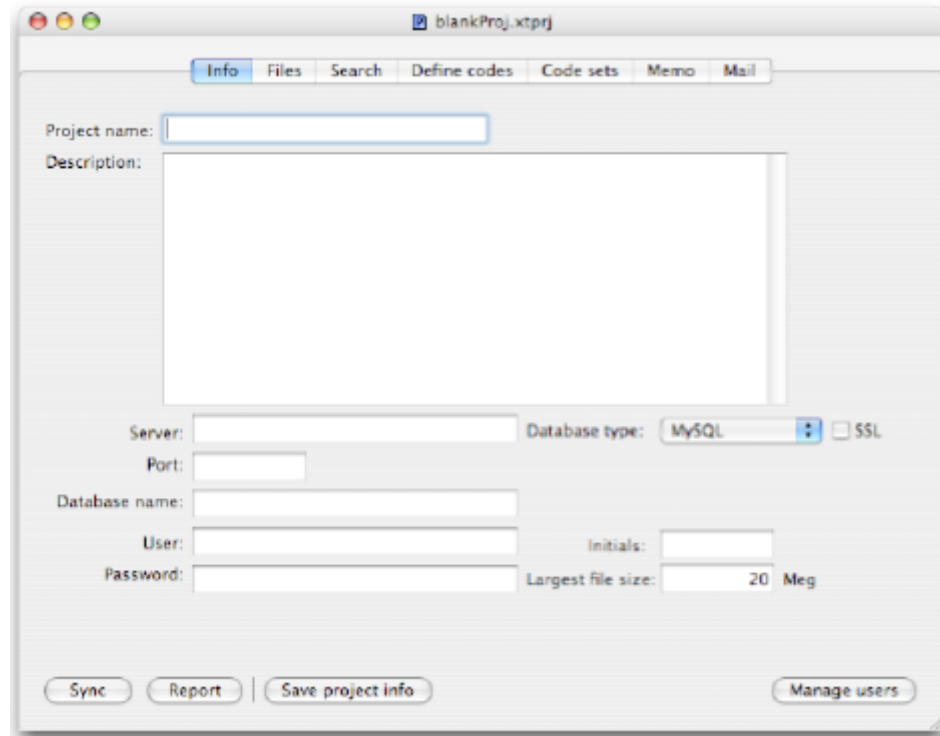 blankProj.xtprj
Info Files Search Define codes Code sets Memo Mail
Project name:
Description:
Server: Database type: MySQL SSL
Port:
Database name:
User: Initials:
Password: Largest file size: 20 Meg
Sync Report Save project info Manage users